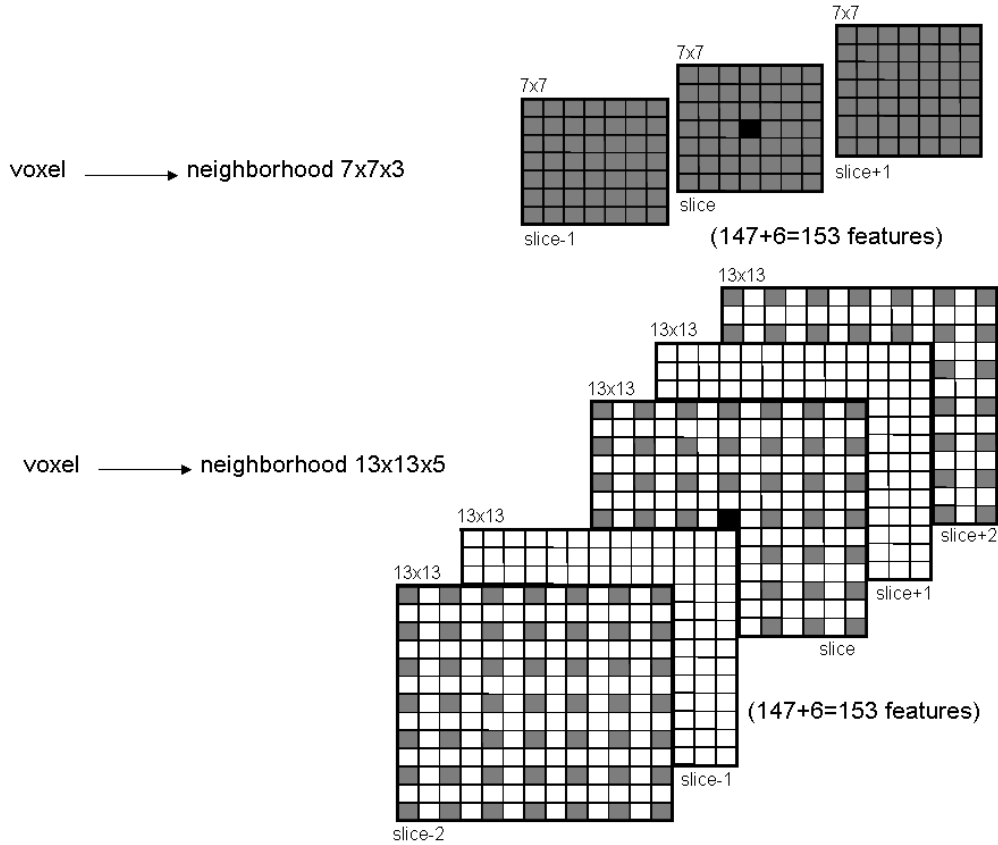 7x7
7x7
7x7
voxel neighborhood 7x7x3
slice+1
slice
slice-1
(147+6=153 features)
13x13
13x13
13x13
voxel neighborhood 13x13x5
13x13
slice+2
13x13
slice+1
slice
(147+6=153 features)
slice-1
slice-2